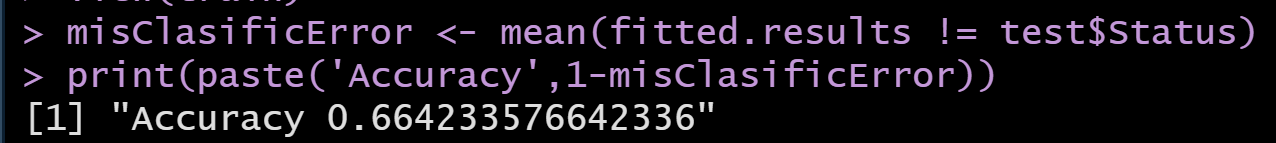 > misClasificError <- mean(fitted.results != test$Status)
> print(paste('Accuracy',1-misClasificError))
[1] "Accuracy 0.664233576642336"